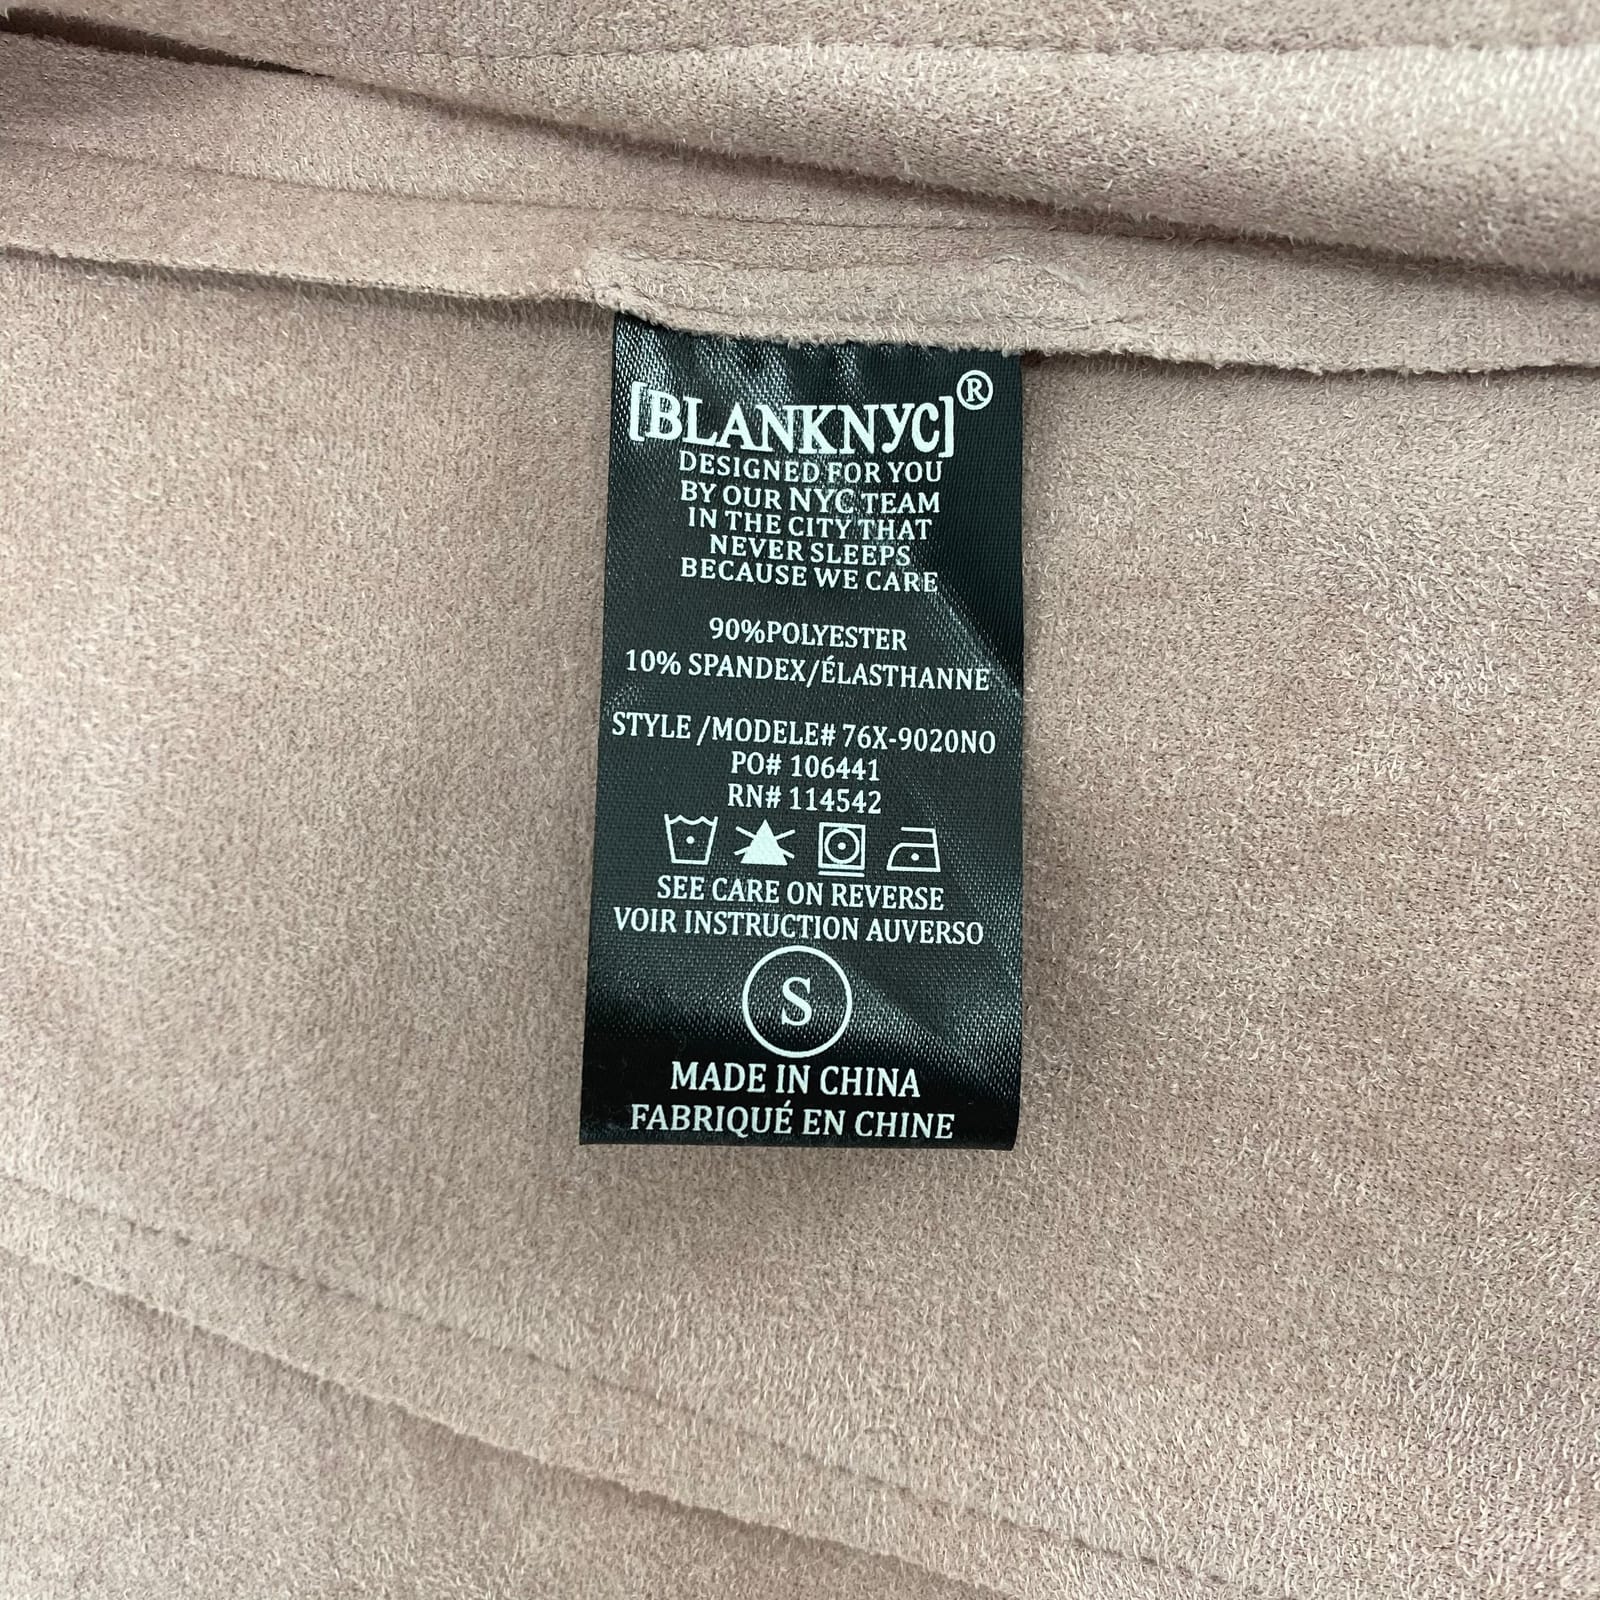 [BLANKNYC]®
DESIGNED FOR YOU
BY OUR NYC TEAM
IN THE CITY THAT
NEVER SLEEPS
BECAUSE WE CARE
90%POLYESTER
10% SPANDEX/ÉLASTHANNE
STYLE /MODELE# 76X-9020NO
PO# 106441
RN# 114542
SEE CARE ON REVERSE
VOIR INSTRUCTION AUVERSO
S
MADE IN CHINA
FABRIQUÉ EN CHINE